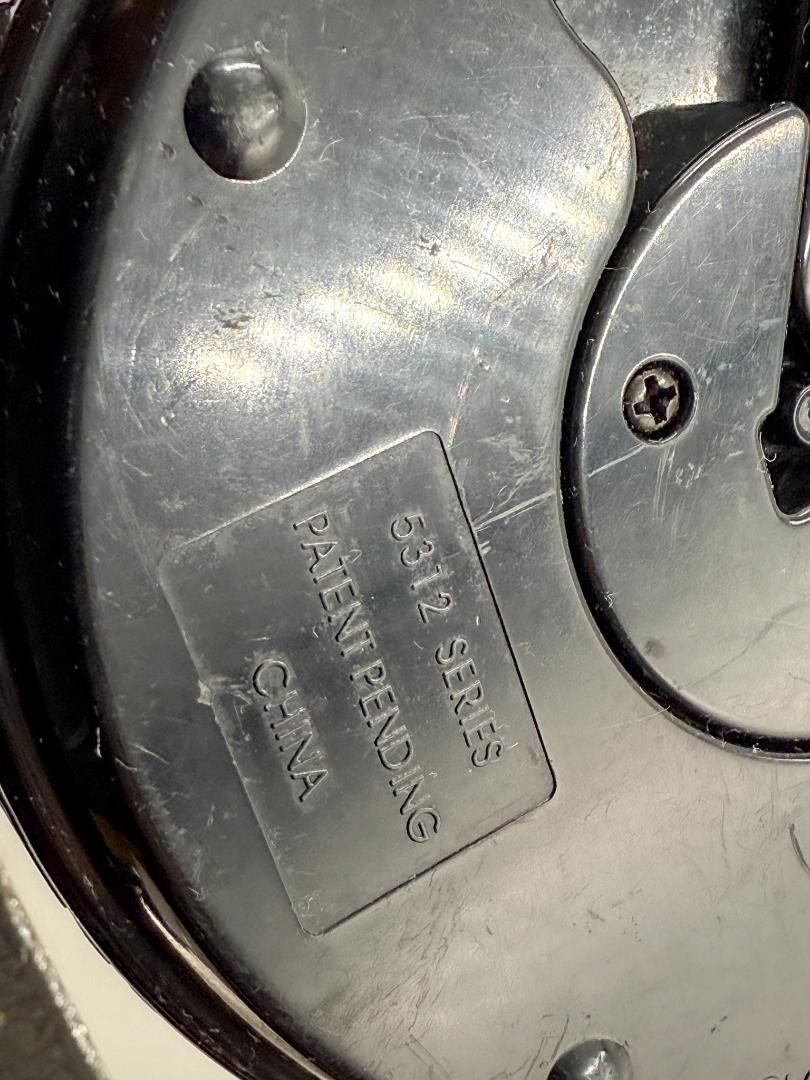 5312 SERIES
PATENT PENDING
CHINA